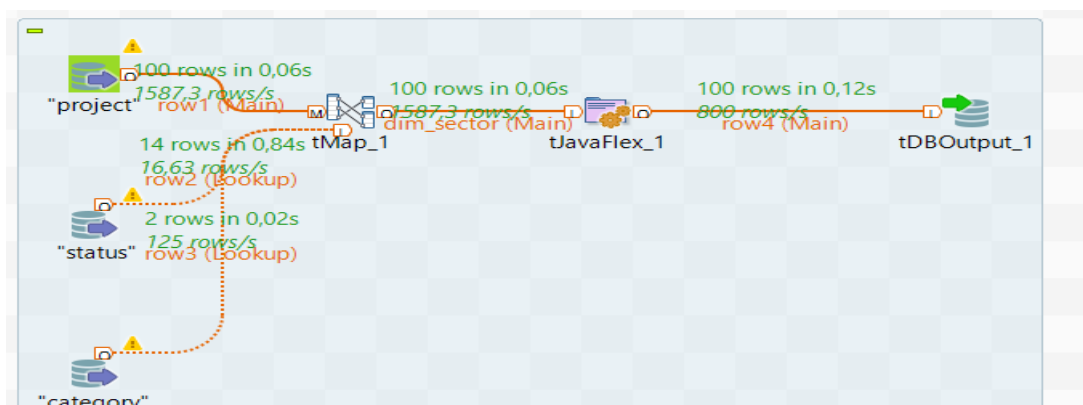 100 rows in 0,06s
1587,3 rows/s
"project"
row1 (Main)
M
tMap_1
100 rows in 0,06s
1587,3 rows/s
dim_sector (Main)
tJavaFlex_1
100 rows in 0,12s
800 rows/s
row4 (Main)
tDBOutput_1
14 rows in 0,84s
16,63 rows/s
row2 (Lookup)
"status"
2 rows in 0,02s
125 rows/s
row3 (Lookup)
"category"